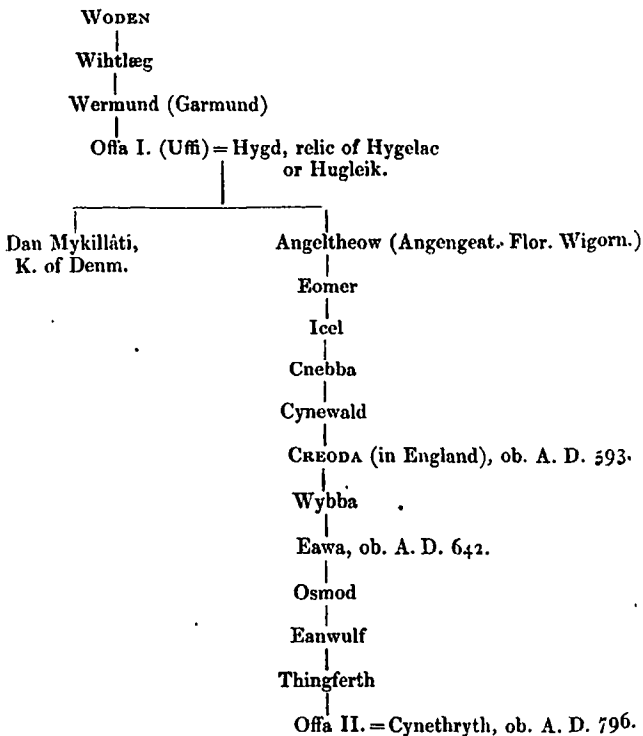 WODEN
Wihtlæg
Wermund (Garmund)
Offa I. (Uffi) = Hygd, relic of Hygelac
or Hugleik.
Dan Mykillâti,
K. of Denm.
Angeltheow (Angengeat. Flor. Wigorn.)
Eomer
Icel
Cnebba
Cynewald
CREODA (in England), ob. A. D. 593.
Wybba
Eawa, ob. A. D. 642.
Osmod
Eanwulf
Thingferth
Offa II. = Cynethryth, ob. A. D. 796.